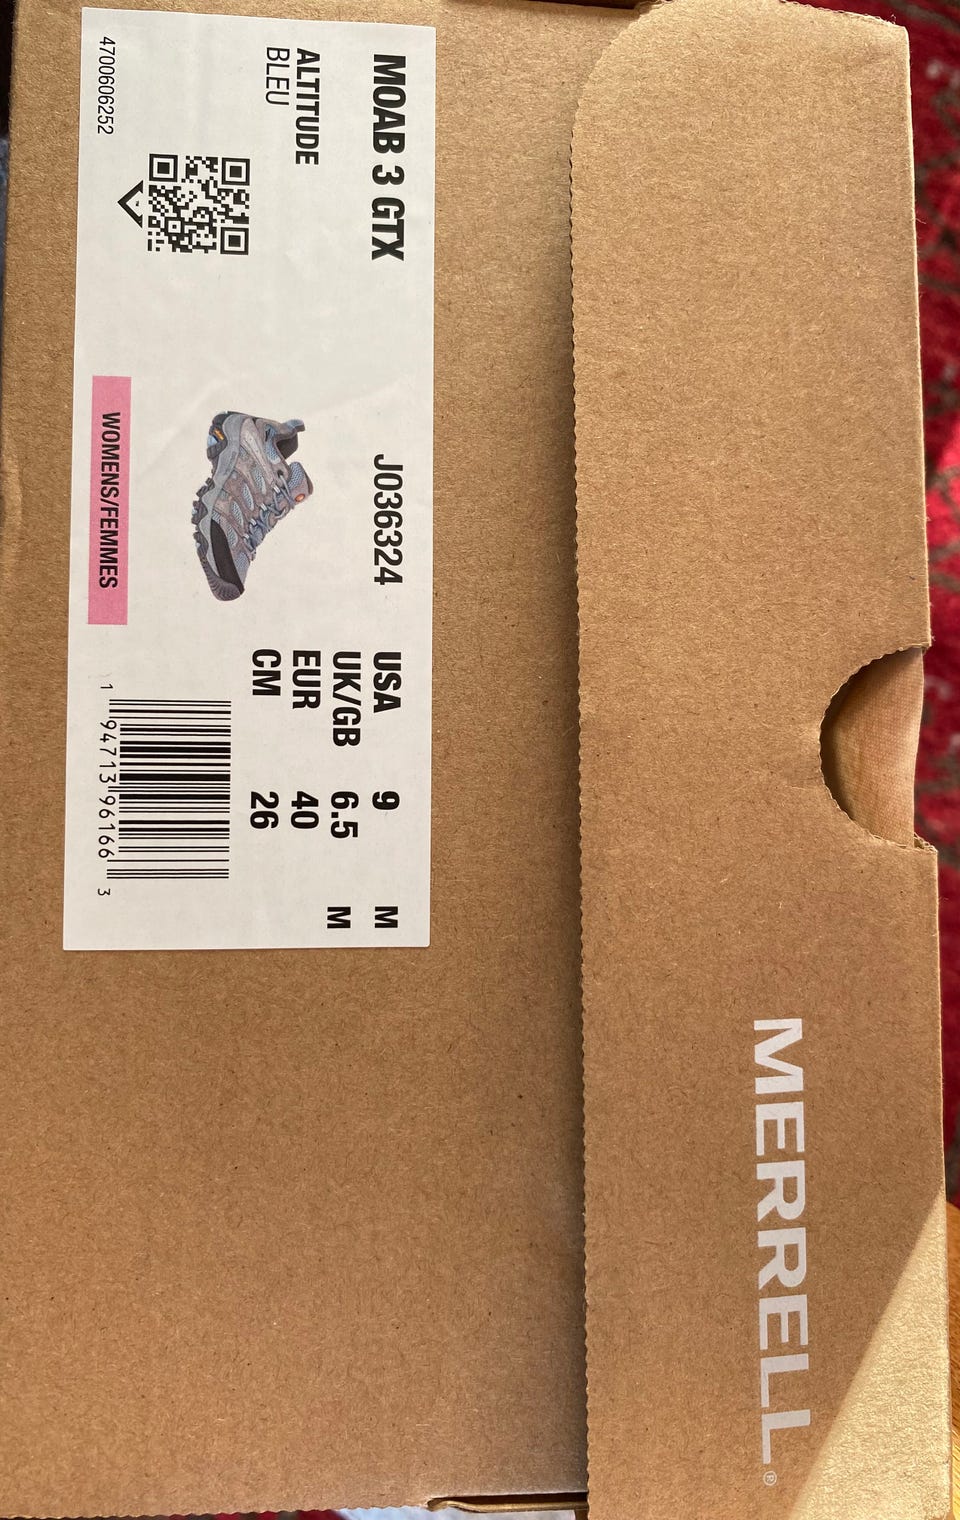 MOAB 3 GTX
J036324
ALTITUDE
BLEU
4700606252
WOMENS/FEMMES
USA 9 M
UK/GB 6.5 M
EUR 40
CM 26
1 94713 96166 3
MERRELL®